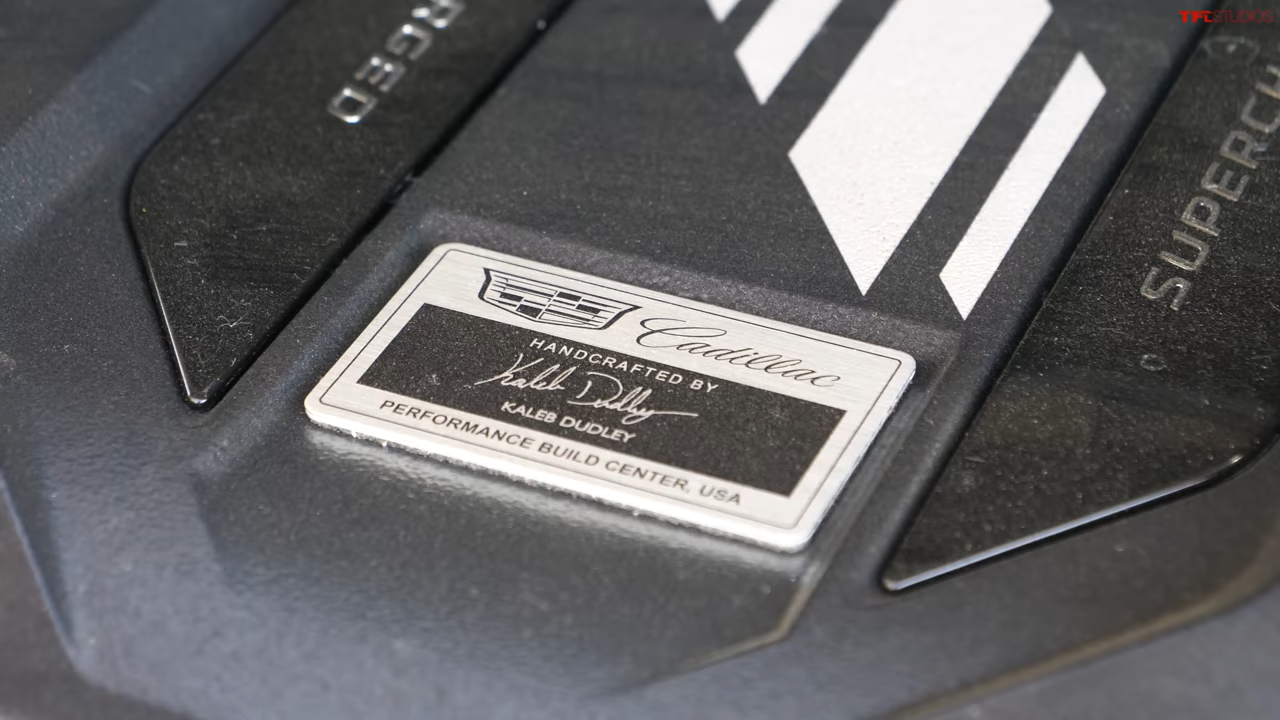 TFLSTUDIOS
RGED
SUPERCH
Cadillac
HANDCRAFTED BY
Kaleb Dudley
KALEB DUDLEY
PERFORMANCE BUILD CENTER, USA